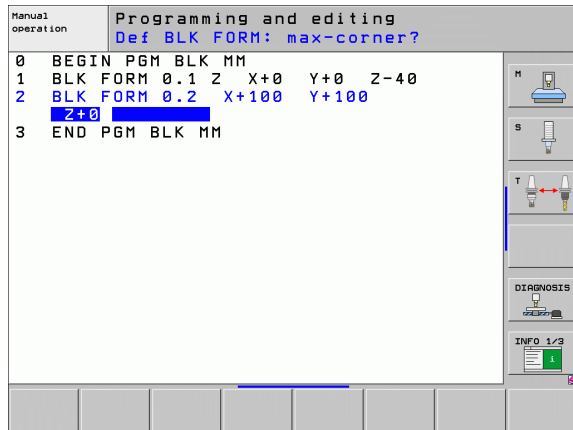 Manual
operation
Programming and editing
Def BLK FORM: max-corner?
0 BEGIN PGM BLK MM
1 BLK FORM 0.1 Z X+0 Y+0 Z-40
2 BLK FORM 0.2 X+100 Y+100
Z+0
3 END PGM BLK MM
M
S
T
DIAGNOSIS
INFO 1/3
i